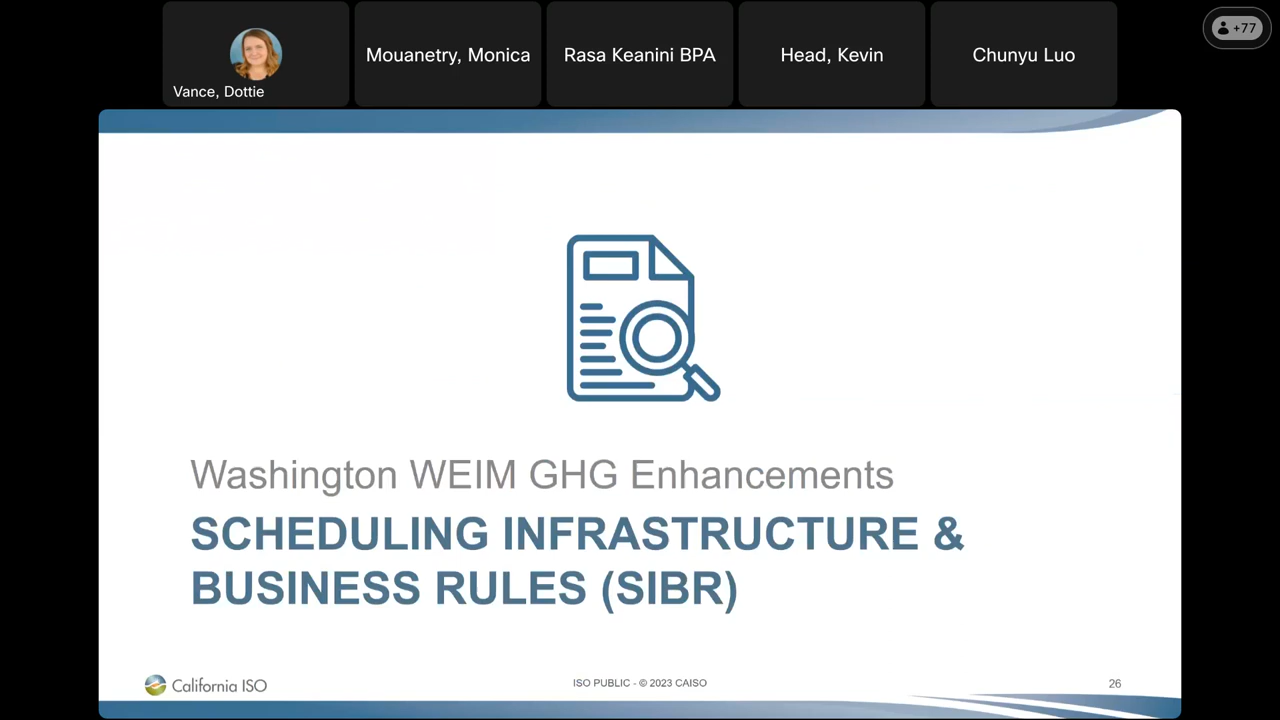 +77
Vance, Dottie
Mouanetry, Monica
Rasa Keanini BPA
Head, Kevin
Chunyu Luo
Washington WEIM GHG Enhancements
SCHEDULING INFRASTRUCTURE &
BUSINESS RULES (SIBR)
California ISO
ISO PUBLIC - © 2023 CAISO
26